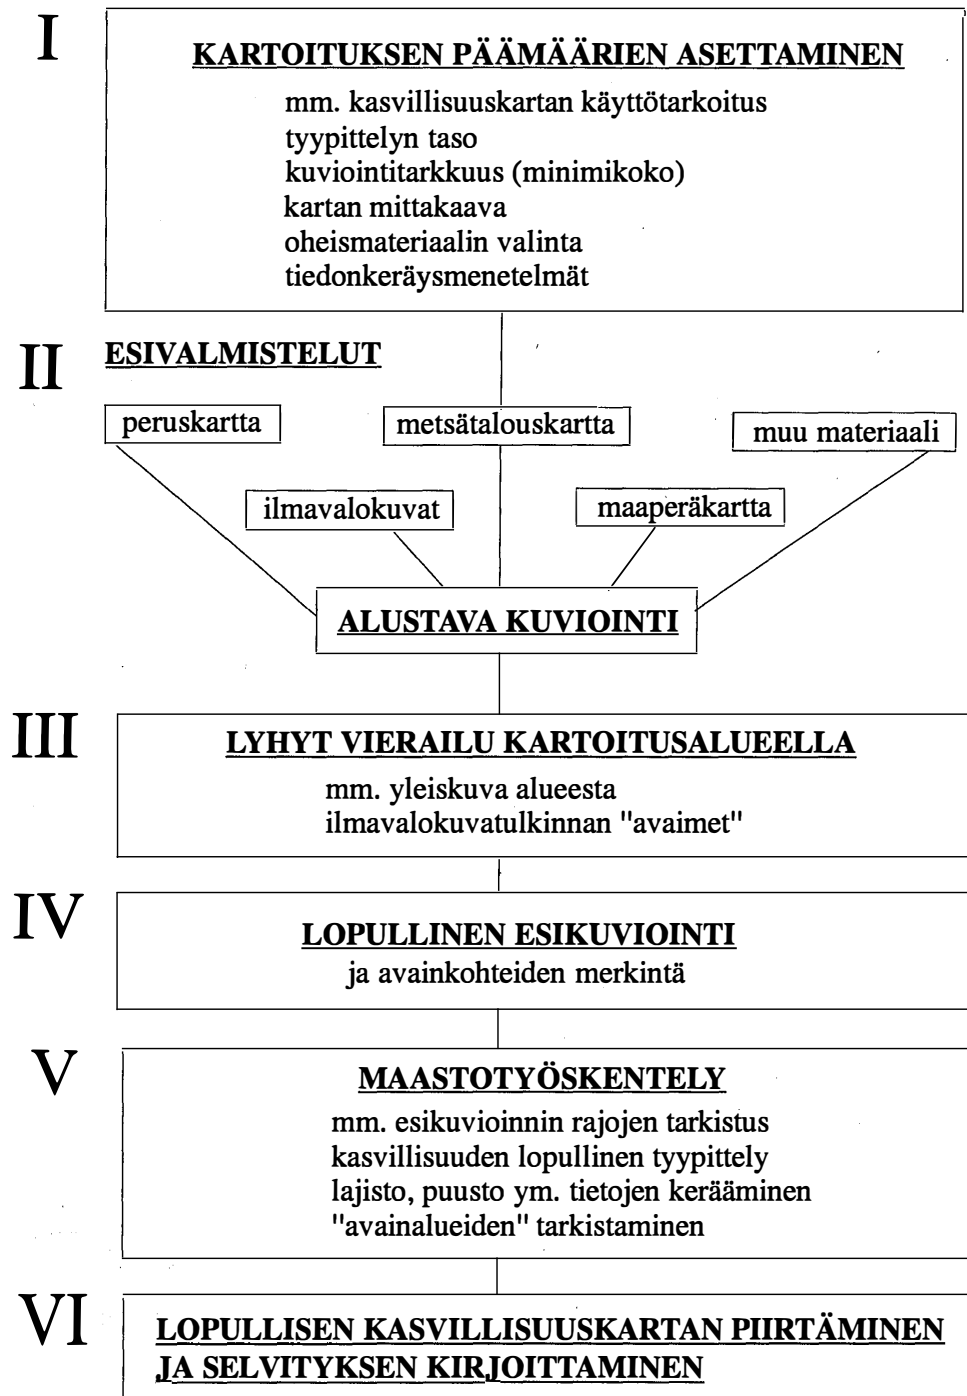 I
KARTOITUKSEN PÄÄMÄÄRIEN ASETTAMINEN
mm. kasvillisuuskartan käyttötarkoitus
tyypittelyn taso
kuviointitarkkuus (minimikoko)
kartan mittakaava
oheismateriaalin valinta
tiedonkeräysmenetelmät
II
ESIVALMISTELUT
peruskartta
metsätalouskartta
muu materiaali
ilmavalokuvat
maaperäkartta
ALUSTAVA KUVIOINTI
III
LYHYT VIERAILU KARTOITUSALUEELLA
mm. yleiskuva alueesta
ilmavalokuvatulkinnan "avaimet"
IV
LOPULLINEN ESIKUVIOINTI
ja avainkohteiden merkintä
V
MAASTOTYÖSKENTELY
mm. esikuvioinnin rajojen tarkistus
kasvillisuuden lopullinen tyypittely
lajisto, puusto ym. tietojen kerääminen
"avainalueiden" tarkistaminen
VI
LOPULLISEN KASVILLISUUSKARTAN PIIRTÄMINEN
JA SELVITYKSEN KIRJOITTAMINEN